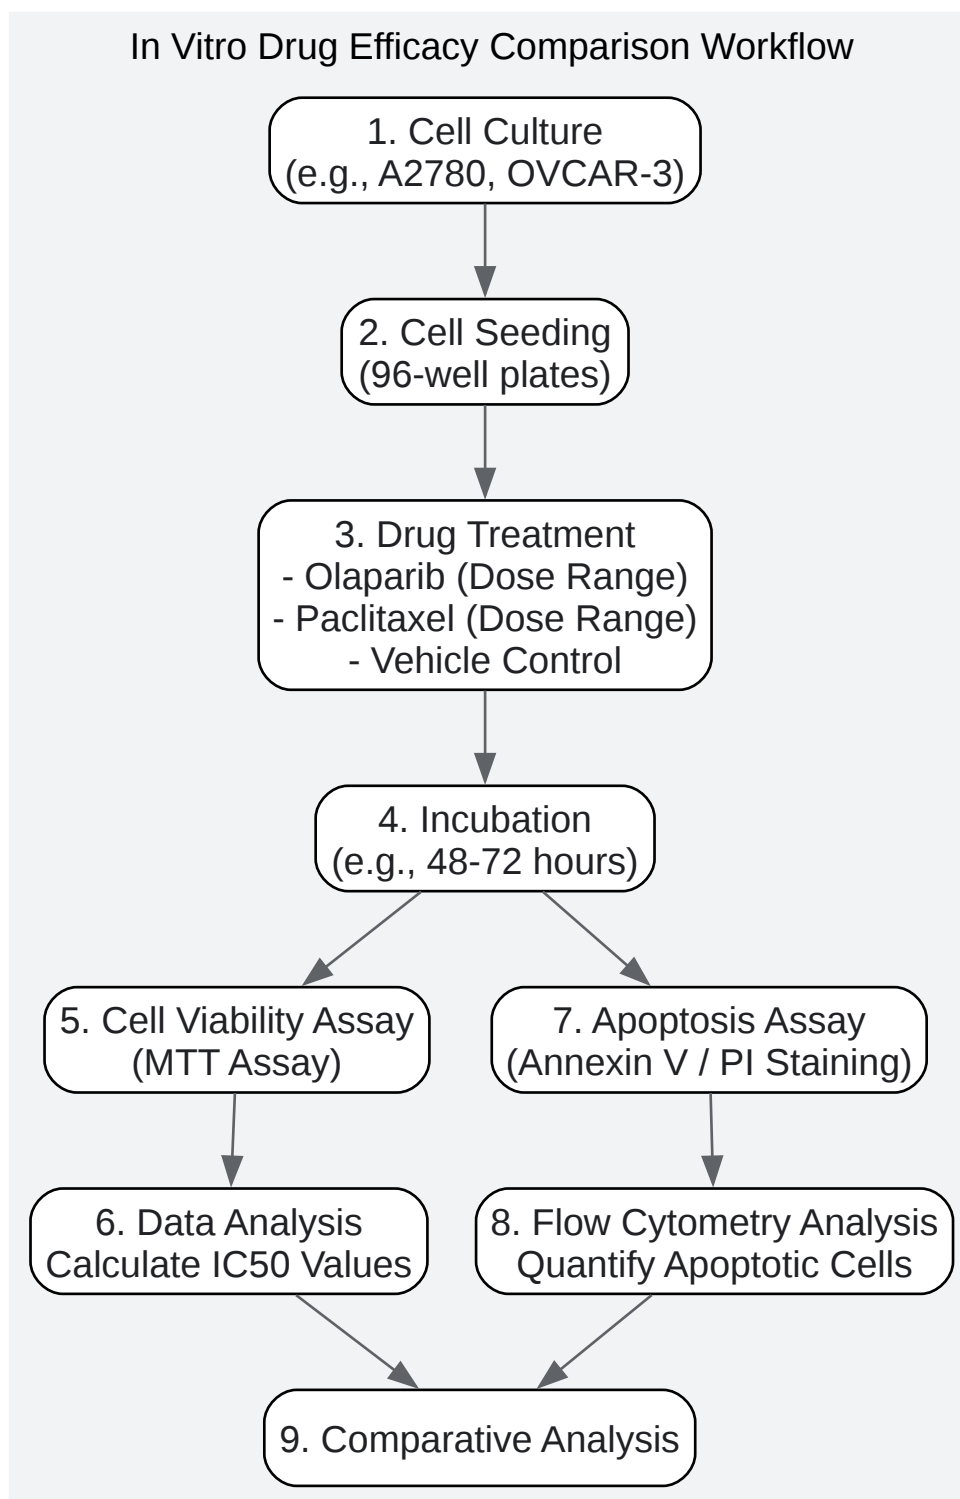 In Vitro Drug Efficacy Comparison Workflow
1. Cell Culture
(e.g., A2780, OVCAR-3)
2. Cell Seeding
(96-well plates)
3. Drug Treatment
- Olaparib (Dose Range)
- Paclitaxel (Dose Range)
- Vehicle Control
4. Incubation
(e.g., 48-72 hours)
5. Cell Viability Assay
(MTT Assay)
7. Apoptosis Assay
(Annexin V / PI Staining)
6. Data Analysis
Calculate IC50 Values
8. Flow Cytometry Analysis
Quantify Apoptotic Cells
9. Comparative Analysis